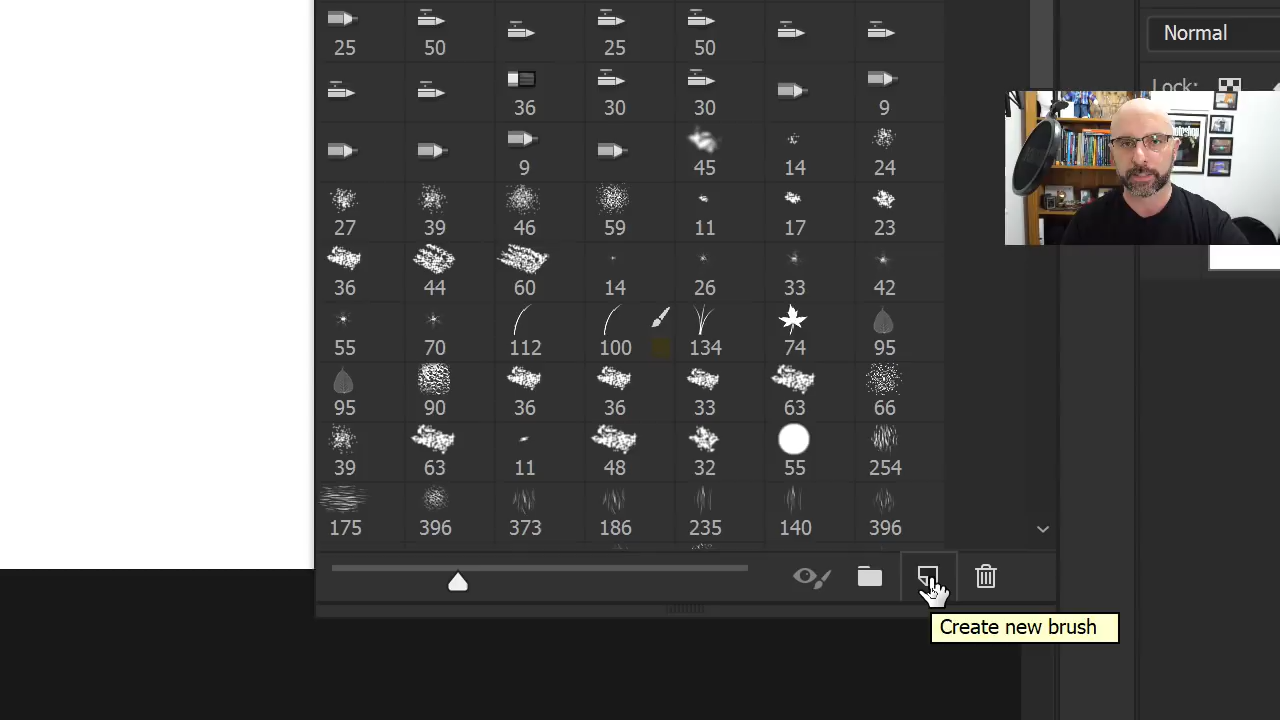 Normal
25 50 25 50
Lock:
36 30 30 9
9 45 14 24
27 39 46 59 11 17 23
36 44 60 14 26 33 42
55 70 112 100 134 74 95
95 90 36 36 33 63 66
39 63 11 48 32 55 254
175 396 373 186 235 140 396
Create new brush